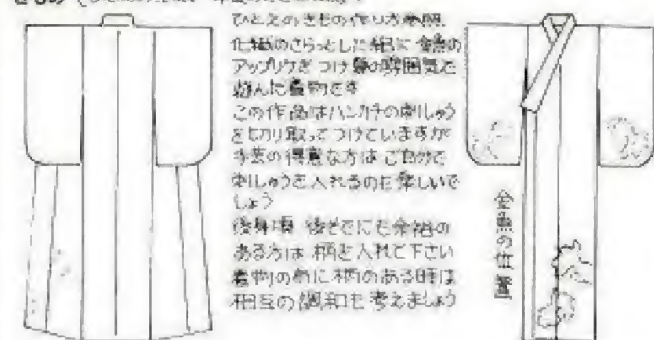 ひとえのきもの作り方参照
化繊のさらっとした絽に 金魚の
アップリケをつけ 夏の雰囲気を
遊んだ着物です
この作品はハンカチの刺しゅう
を切り取ってつけていますが
手芸の得意な方は ご自分で
刺しゅうを入れるのも楽しいで
しょう
後身頃 後そでにも余裕の
ある方は 柄を入れて下さい
着物の布に柄のある時は
相互の調和も考えましょう
金魚の位置